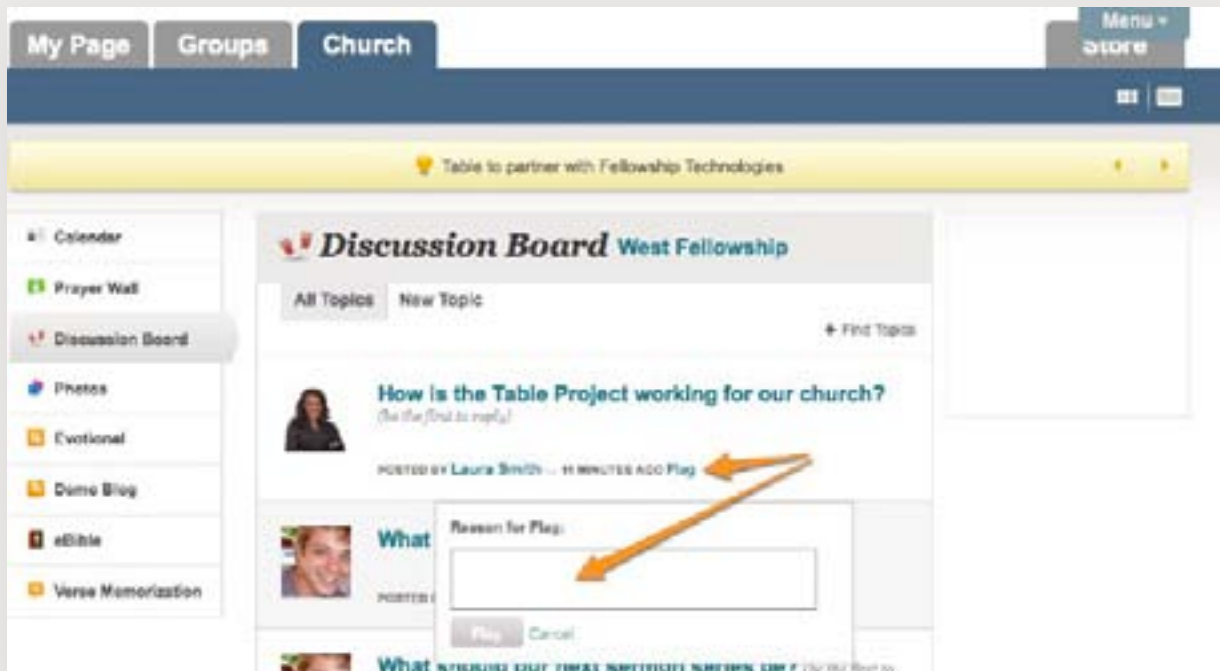 My Page Groups Church
Menu
Store
Table to partner with Fellowship Technologies
Calendar
Prayer Wall
Discussion Board
Photos
Evotional
Demo Blog
eBible
Verse Memorization
Discussion Board West Fellowship
All Topics New Topic
+ Find Topics
How is the Table Project working for our church?
(be the first to reply)
POSTED BY Laura Smith ... 11 MINUTES AGO Flag
What
POSTED
Reason for Flag:
Flag Cancel
What should our next sermon series be?